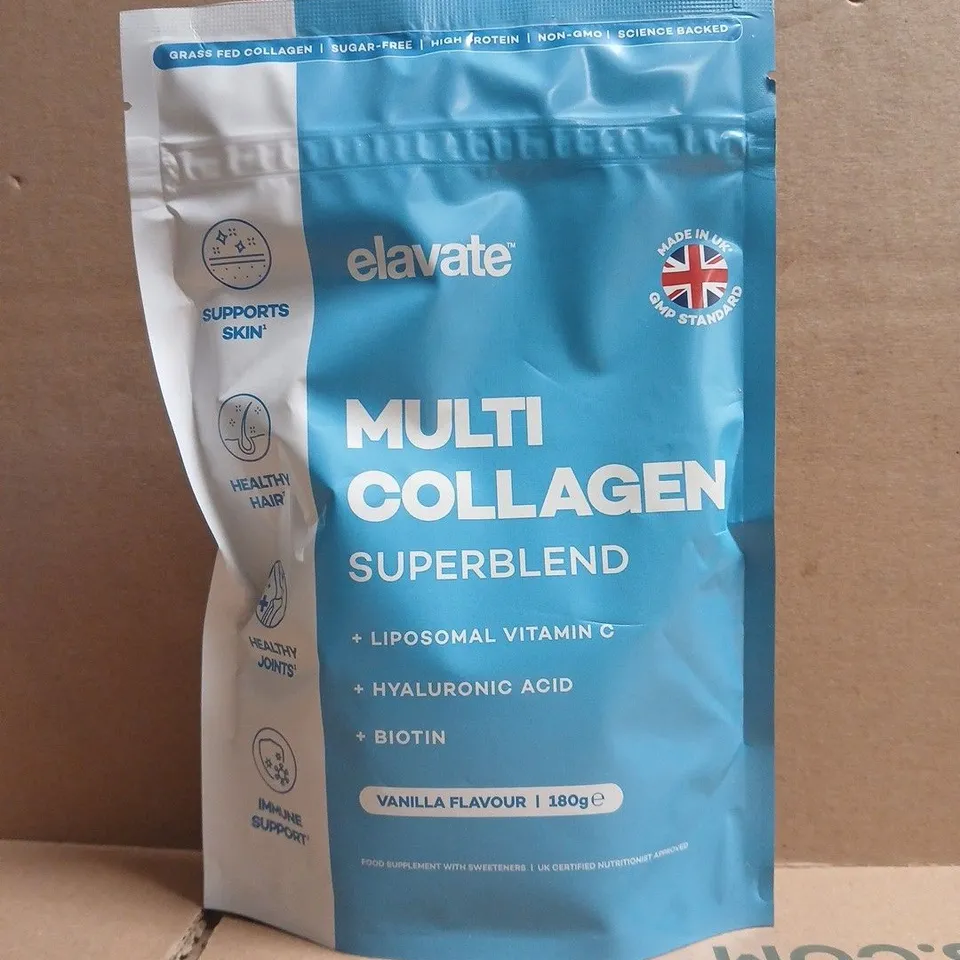 GRASS FED COLLAGEN | SUGAR-FREE | HIGH PROTEIN | NON-GMO | SCIENCE BACKED
elavate™
MADE IN UK*
GMP STANDARD
SUPPORTS
SKIN¹
HEALTHY
HAIR²
HEALTHY
JOINTS¹
IMMUNE
SUPPORT¹
MULTI
COLLAGEN
SUPERBLEND
+ LIPOSOMAL VITAMIN C
+ HYALURONIC ACID
+ BIOTIN
VANILLA FLAVOUR | 180g℮
FOOD SUPPLEMENT WITH SWEETENERS | UK CERTIFIED NUTRITIONIST APPROVED
.COM